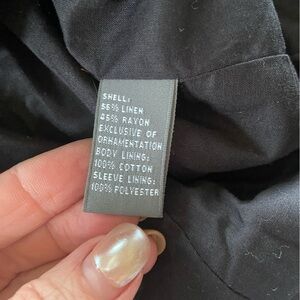 SHELL:
55% LINEN
45% RAYON
EXCLUSIVE OF
ORNAMENTATION
BODY LINING:
100% COTTON
SLEEVE LINING:
100% POLYESTER